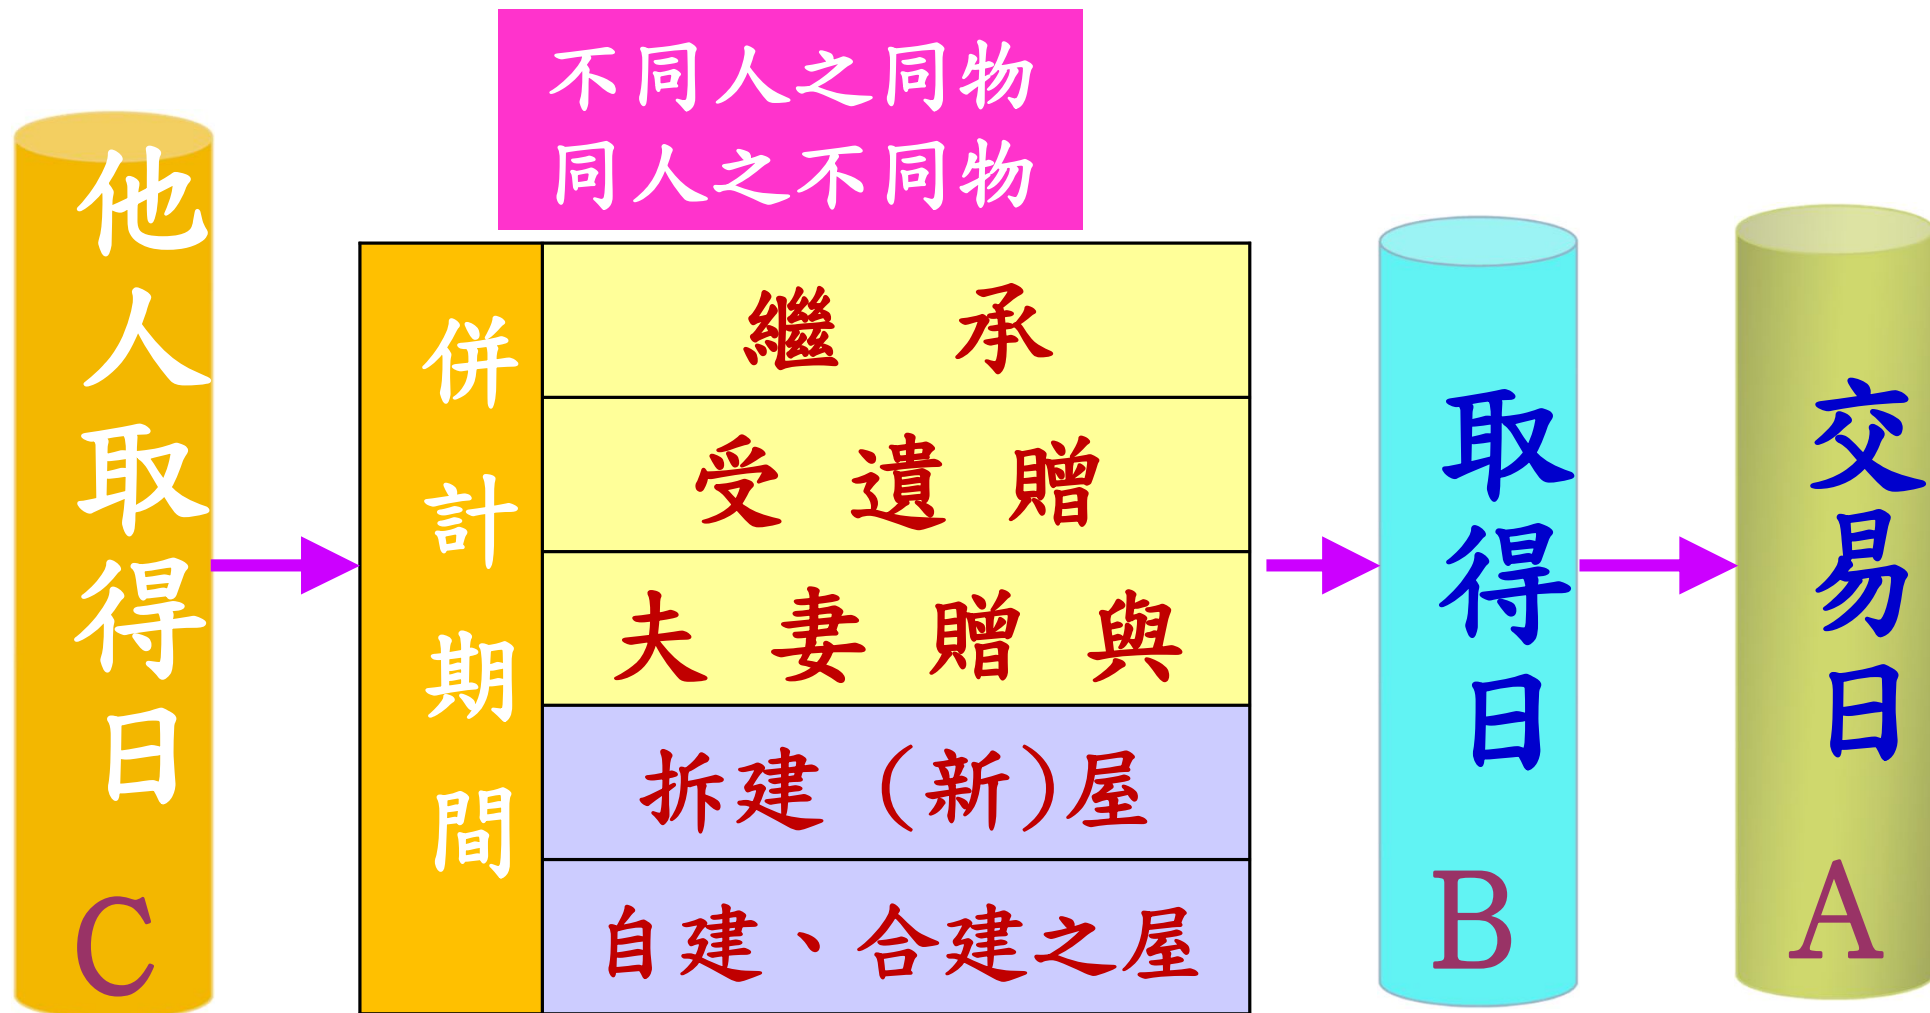 不同人之同物
同人之不同物
他人取得日
C
併計期間
繼承
受遺贈
夫妻贈與
拆建（新）屋
自建、合建之屋
取得日
B
交易日
A